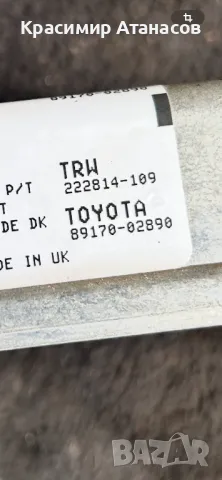 Красимир Атанасов
TRW
P/T 222814-109
T
DE DK TOYOTA
89170-02890
DE IN UK
BAZAR